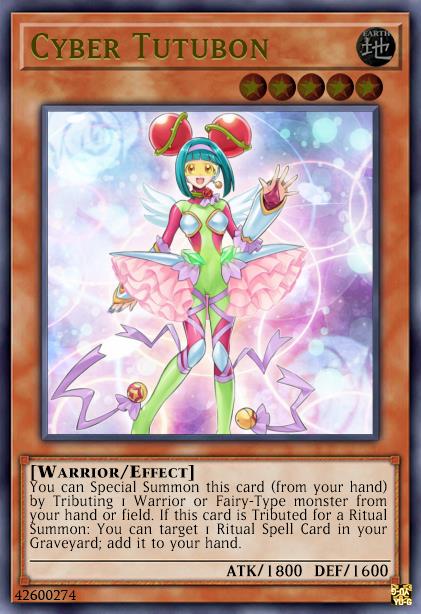 CYBER TUTUBON
EARTH
地
[WARRIOR/EFFECT]
You can Special Summon this card (from your hand)
by Tributing 1 Warrior or Fairy-Type monster from
your hand or field. If this card is Tributed for a Ritual
Summon: You can target 1 Ritual Spell Card in your
Graveyard; add it to your hand.
ATK/1800 DEF/1600
42600274